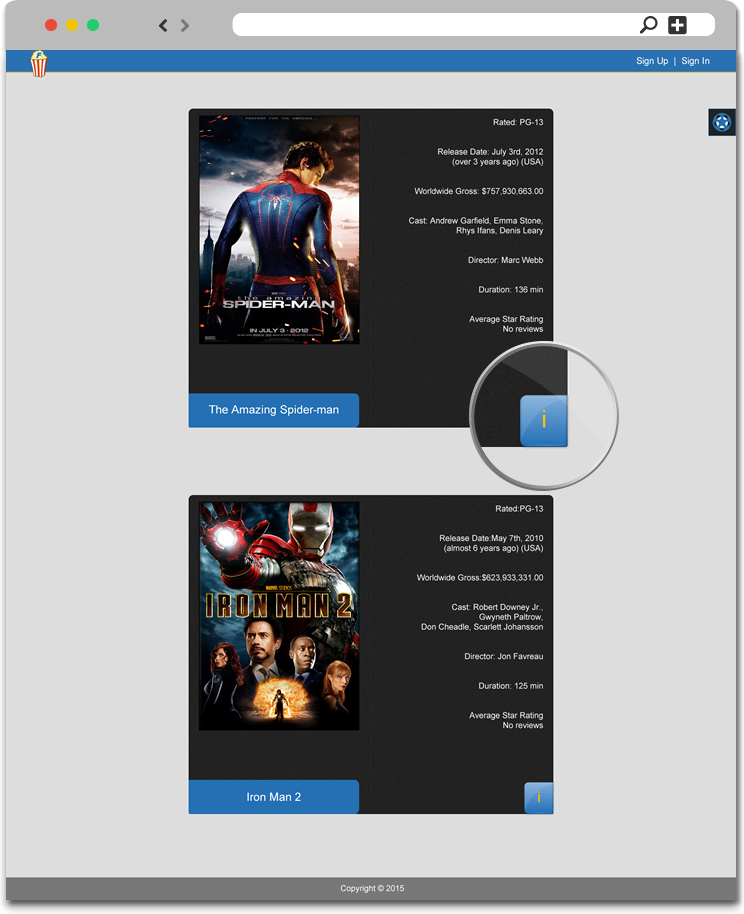 Sign Up | Sign In
PREPARE FOR THE AMAZING...
the amazing
SPIDER-MAN
IN JULY 3 - 2012
The Amazing Spider-man
Rated: PG-13
Release Date: July 3rd, 2012
(over 3 years ago) (USA)
Worldwide Gross: $757,930,663.00
Cast: Andrew Garfield, Emma Stone,
Rhys Ifans, Denis Leary
Director: Marc Webb
Duration: 136 min
Average Star Rating
No reviews
i
MARVEL STUDIOS
IRON MAN 2
Iron Man 2
Rated:PG-13
Release Date:May 7th, 2010
(almost 6 years ago) (USA)
Worldwide Gross:$623,933,331.00
Cast: Robert Downey Jr.,
Gwyneth Paltrow,
Don Cheadle, Scarlett Johansson
Director: Jon Favreau
Duration: 125 min
Average Star Rating
No reviews
i
Copyright © 2015